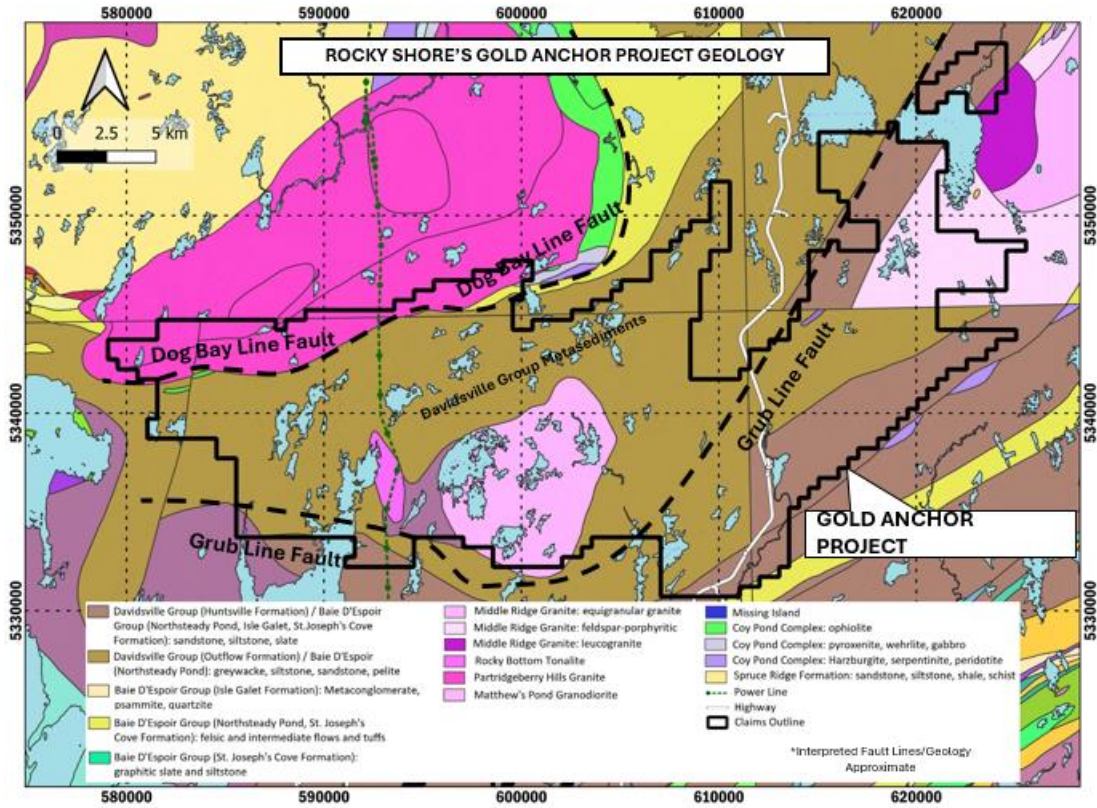 580000 590000 600000 610000 620000
ROCKY SHORE'S GOLD ANCHOR PROJECT GEOLOGY
0 2.5 5 km
5350000
5350000
Dog Bay Line Fault
Dog Bay Line Fault
Davidsville Group Metasediments
Grub Line Fault
5340000
5340000
GOLD ANCHOR
PROJECT
Grub Line Fault
5330000
5330000
Davidsville Group (Huntsville Formation) / Baie D'Espoir
Group (Northsteady Pond, Isle Galet, St.Joseph's Cove
Formation): sandstone, siltstone, slate
Davidsville Group (Outflow Formation) / Baie D'Espoir
(Northsteady Pond): greywacke, siltstone, sandstone, pelite
Baie D'Espoir Group (Isle Galet Formation): Metaconglomerate,
psammite, quartzite
Baie D'Espoir Group (Northsteady Pond, St. Joseph's
Cove Formation): felsic and intermediate flows and tuffs
Baie D'Espoir Group (St. Joseph's Cove Formation):
graphitic slate and siltstone
Middle Ridge Granite: equigranular granite
Middle Ridge Granite: feldspar-porphyritic
Middle Ridge Granite: leucogranite
Rocky Bottom Tonalite
Partridgeberry Hills Granite
Matthew's Pond Granodiorite
Missing Island
Coy Pond Complex: ophiolite
Coy Pond Complex: pyroxenite, wehrlite, gabbro
Coy Pond Complex: Harzburgite, serpentinite, peridotite
Spruce Ridge Formation: sandstone, siltstone, shale, schist
Power Line
Highway
Claims Outline
*Interpreted Fault Lines/Geology
Approximate
580000 590000 600000 610000 620000